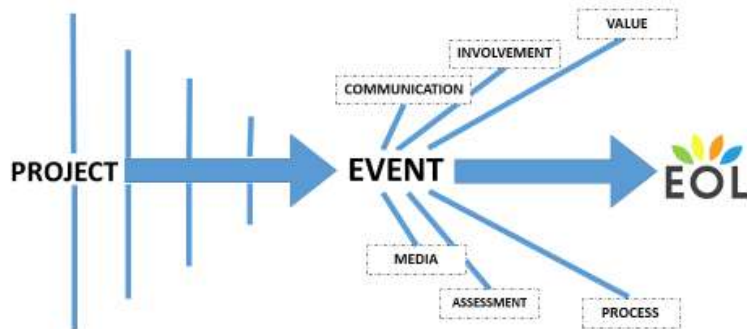 VALUE
INVOLVEMENT
COMMUNICATION
PROJECT
EVENT
EOL
MEDIA
ASSESSMENT
PROCESS